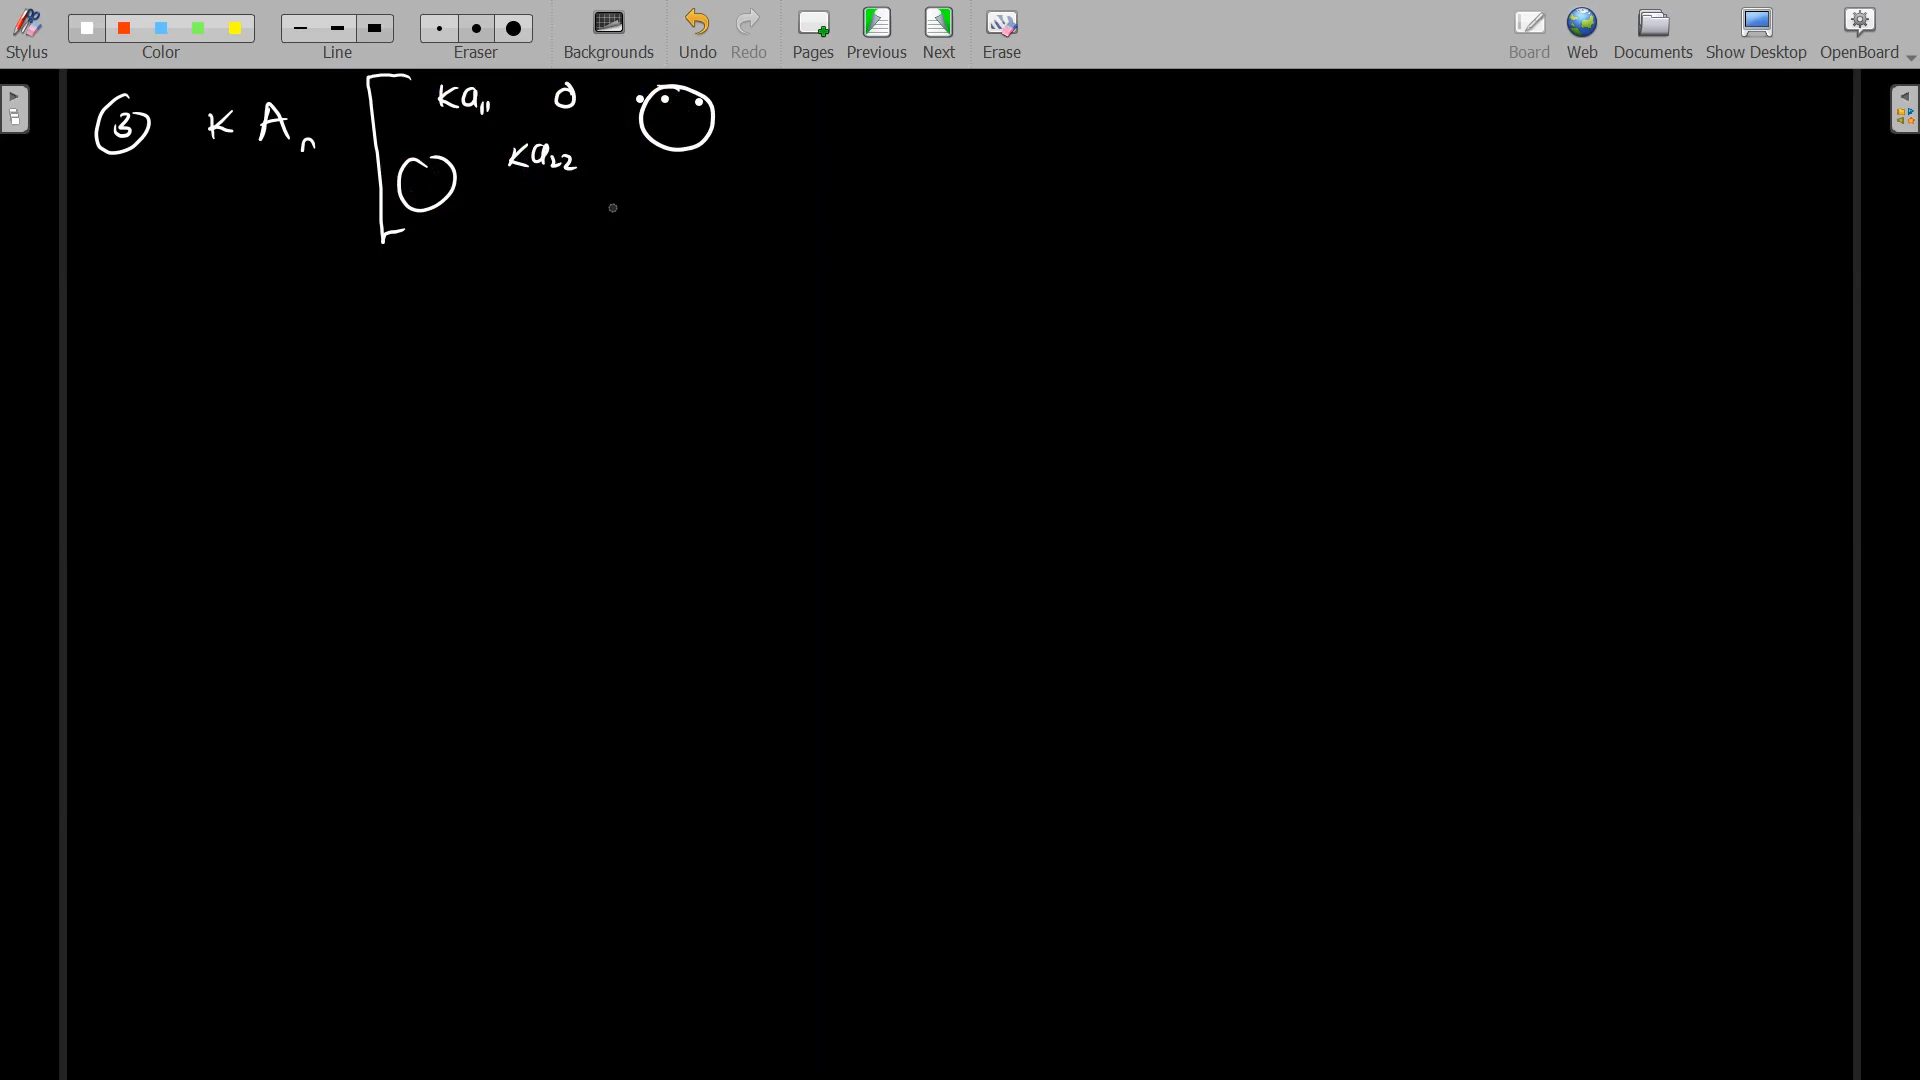 Stylus Color Line Eraser Backgrounds Undo Redo Pages Previous Next Erase Board Web Documents Show Desktop OpenBoard
③ K Aₙ [ Ka₁₁ 0 ...
Ka₂₂